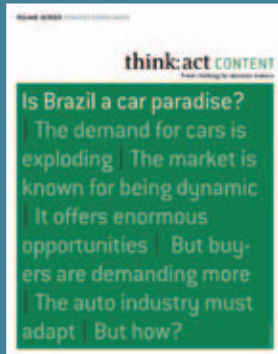 ROLAND BERGER STRATEGY CONSULTANTS
think: act CONTENT
Fresh thinking for decision makers
Is Brazil a car paradise?
| The demand for cars is
exploding | The market is
known for being dynamic
| It offers enormous
opportunities | But buy-
ers are demanding more
| The auto industry must
adapt | But how?